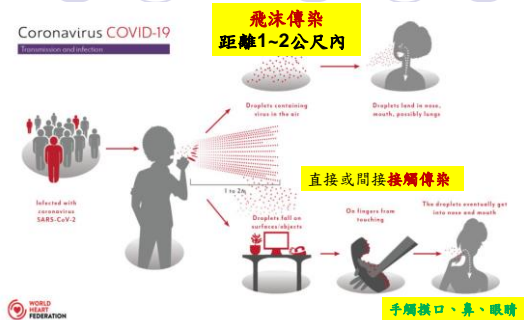 Coronavirus COVID-19
Transmission and infection
飛沫傳染
距離1~2公尺內
Droplets containing
virus in the air
Droplets land in nose,
mouth, possibly lungs
Infected with
coronavirus
SARS-CoV-2
1 to 2m
直接或間接接觸傳染
Droplets fall on
surfaces/objects
On fingers from
touching
The droplets eventually get
into nose and mouth
手觸摸口、鼻、眼睛
WORLD
HEART
FEDERATION